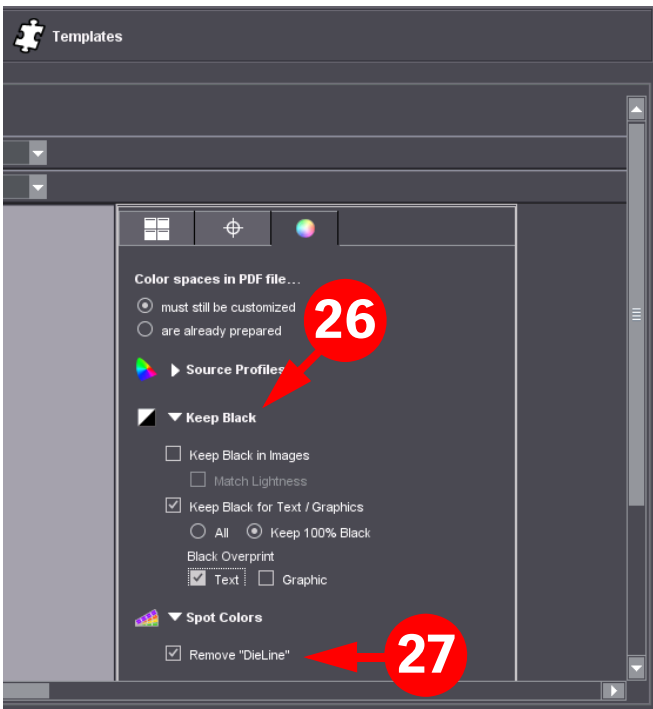 Templates
Color spaces in PDF file...
must still be customized
are already prepared
26
Source Profiles
Keep Black
Keep Black in Images
Match Lightness
Keep Black for Text / Graphics
All Keep 100% Black
Black Overprint
Text Graphic
Spot Colors
Remove "DieLine"
27